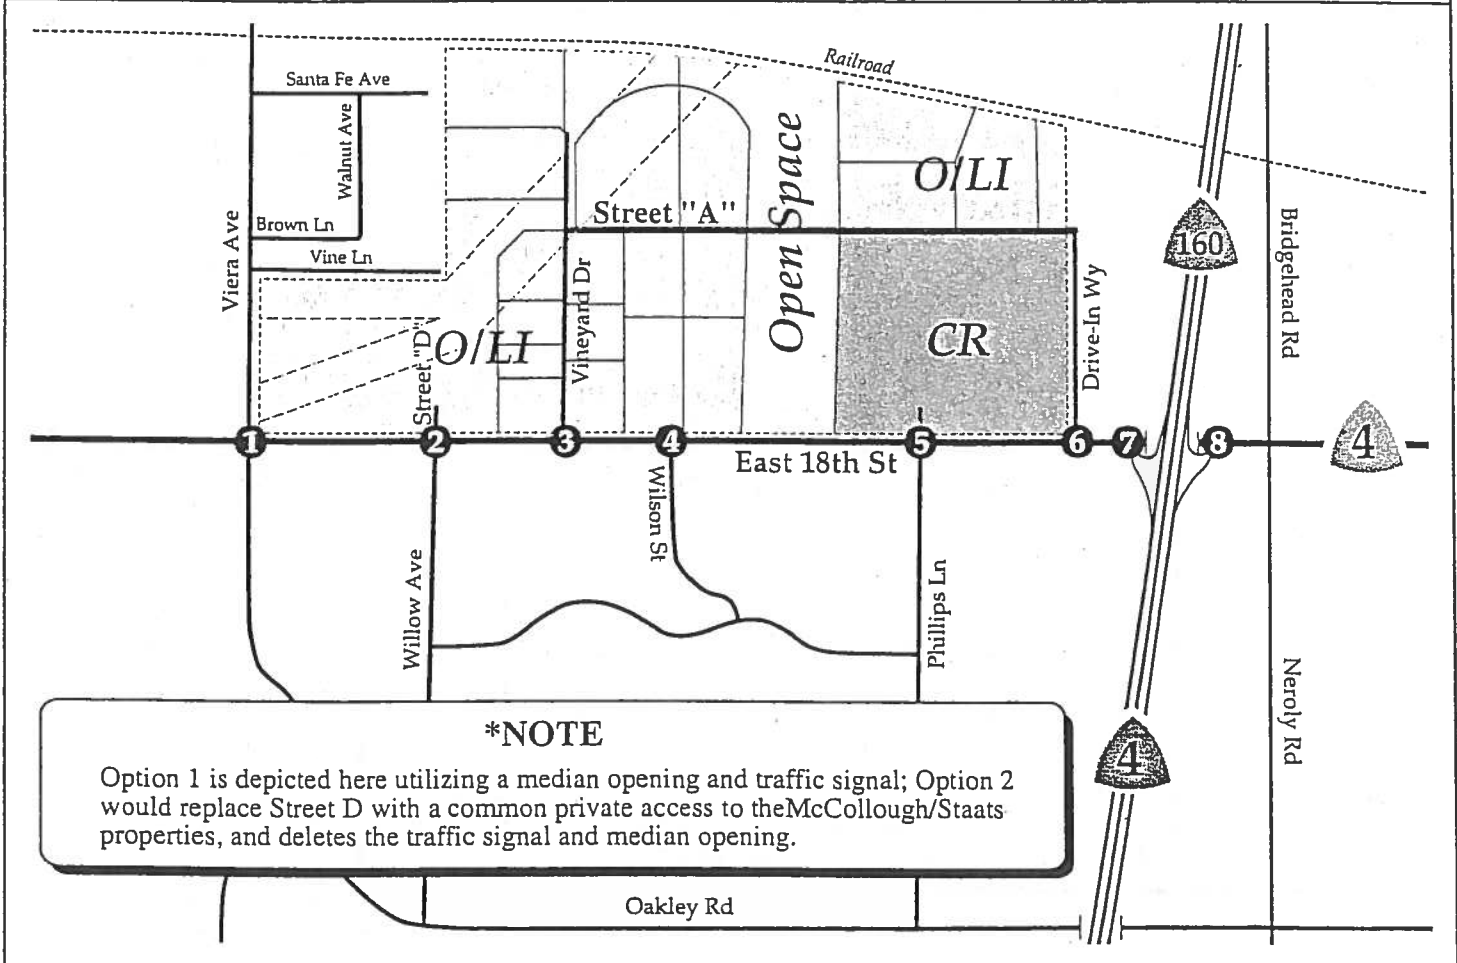 Railroad
Santa Fe Ave
Walnut Ave
Brown Ln
Vine Ln
Viera Ave
Street "A"
Open Space
O/LI
160
Bridgehead Rd
Street "D
O/LI
Vineyard Dr
CR
Drive-In Wy
1
2
3
4
5
6
7
8
4
East 18th St
Wilson St
Willow Ave
Phillips Ln
Neroly Rd
4
*NOTE
Option 1 is depicted here utilizing a median opening and traffic signal; Option 2
would replace Street D with a common private access to theMcCollough/Staats
properties, and deletes the traffic signal and median opening.
Oakley Rd